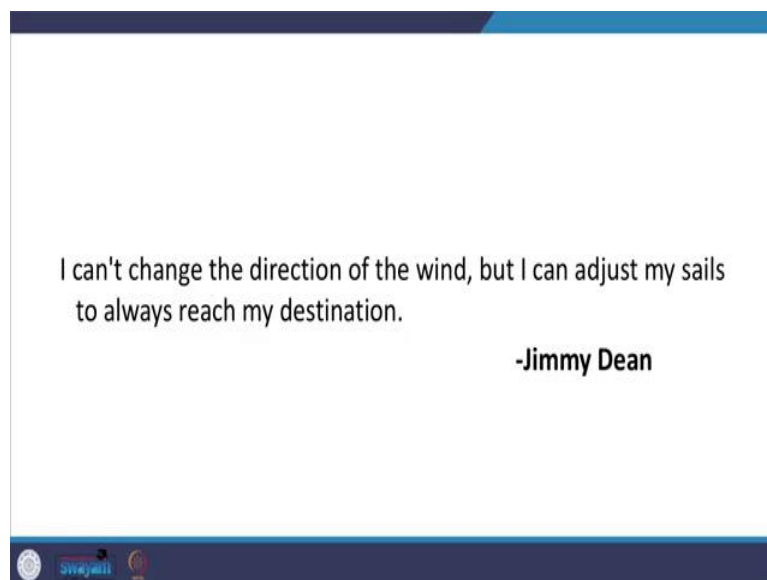 I can't change the direction of the wind, but I can adjust my sails
to always reach my destination.
-Jimmy Dean
swayam